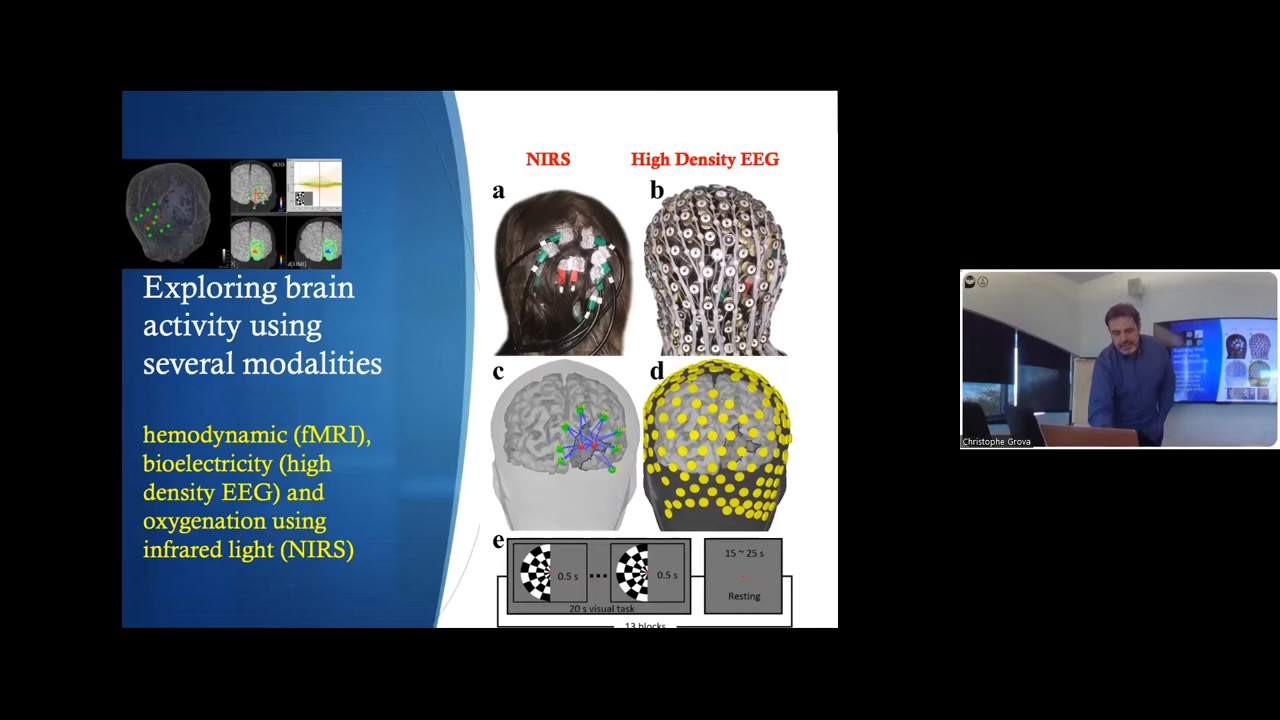 NIRS
High Density EEG
a
b
Exploring brain
activity using
several modalities
c
d
hemodynamic (fMRI),
bioelectricity (high
density EEG) and
oxygenation using
infrared light (NIRS)
e
0.5 s
0.5 s
20 s visual task
15 ~ 25 s
Resting
13 blocks
Christophe Grova